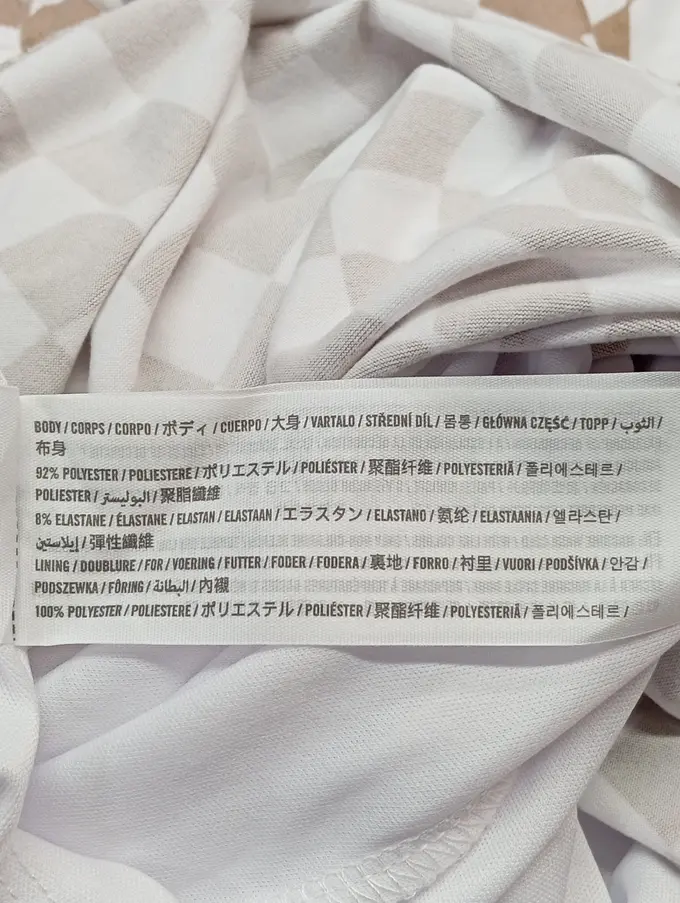 BODY / CORPS / CORPO / ボディ / CUERPO / 大身 / VARTALO / STŘEDNÍ DÍL / 몸통 / GŁÓWNA CZĘŚĆ / TOPP / الثوب /
布身
92% POLYESTER / POLIESTERE / ポリエステル / POLIÉSTER / 聚酯纤维 / POLYESTERIÄ / 폴리에스테르 /
POLIESTER / البوليستر / 聚脂纖維
8% ELASTANE / ÉLASTANE / ELASTAN / ELASTAAN / エラスタン / ELASTANO / 氨纶 / ELASTAANIA / 엘라스탄 /
إيلاستين / 彈性纖維
LINING / DOUBLURE / FOR / VOERING / FUTTER / FODER / FODERA / 裏地 / FORRO / 衬里 / VUORI / PODŠÍVKA / 안감 /
PODSZEWKA / FÔRING / البطانة / 內襯
100% POLYESTER / POLIESTERE / ポリエステル / POLIÉSTER / 聚酯纤维 / POLYESTERIÄ / 폴리에스테르 /